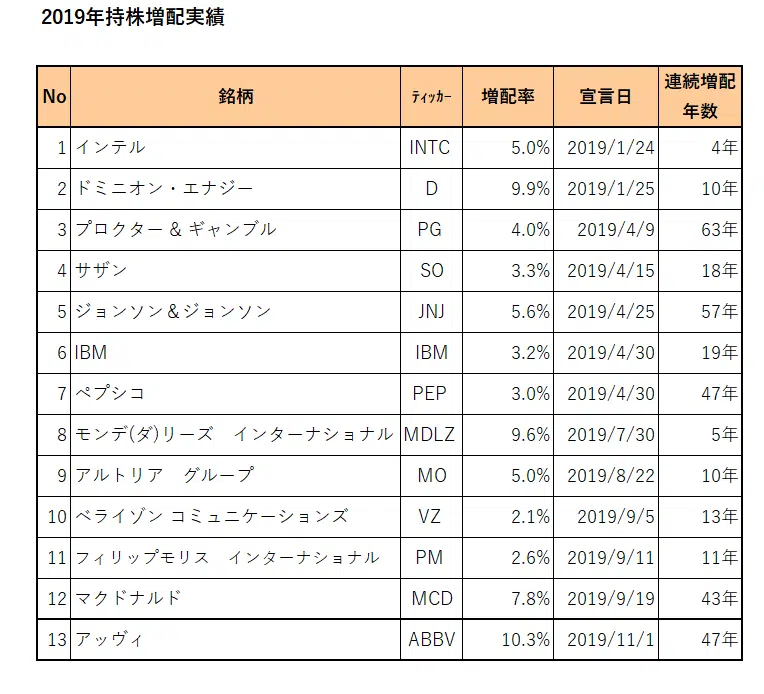 2019年持株増配実績
No 銘柄 ﾃｨｯｶｰ 増配率 宣言日 連続増配
年数
1 インテル INTC 5.0% 2019/1/24 4年
2 ドミニオン・エナジー D 9.9% 2019/1/25 10年
3 プロクター & ギャンブル PG 4.0% 2019/4/9 63年
4 サザン SO 3.3% 2019/4/15 18年
5 ジョンソン＆ジョンソン JNJ 5.6% 2019/4/25 57年
6 IBM IBM 3.2% 2019/4/30 19年
7 ペプシコ PEP 3.0% 2019/4/30 47年
8 モンデ(ダ)リーズ　インターナショナル MDLZ 9.6% 2019/7/30 5年
9 アルトリア　グループ MO 5.0% 2019/8/22 10年
10 ベライゾン コミュニケーションズ VZ 2.1% 2019/9/5 13年
11 フィリップモリス　インターナショナル PM 2.6% 2019/9/11 11年
12 マクドナルド MCD 7.8% 2019/9/19 43年
13 アッヴィ ABBV 10.3% 2019/11/1 47年